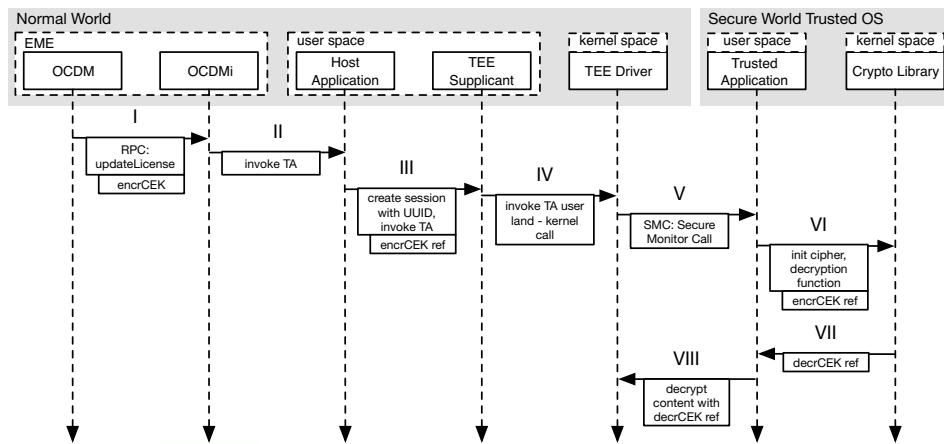 Normal World
Secure World Trusted OS
EME
user space
kernel space
user space
kernel space
OCDM
OCDMi
Host
Application
TEE
Supplicant
TEE Driver
Trusted
Application
Crypto Library
I
RPC:
updateLicense
encrCEK
II
invoke TA
III
create session
with UUID,
invoke TA
encrCEK ref
IV
invoke TA user
land - kernel
call
V
SMC: Secure
Monitor Call
VI
init cipher,
decryption
function
encrCEK ref
VII
decrCEK ref
VIII
decrypt
content with
decrCEK ref